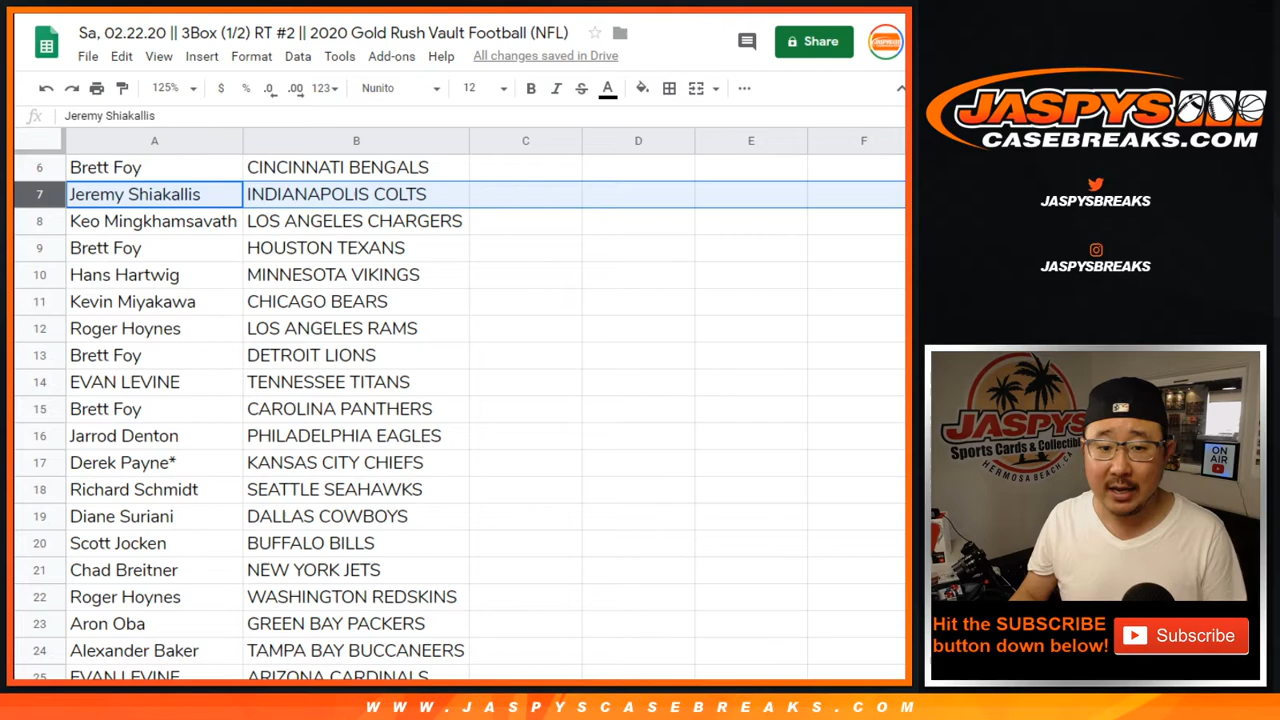 Sa, 02.22.20 || 3Box (1/2) RT #2 || 2020 Gold Rush Vault Football (NFL)
File Edit View Insert Format Data Tools Add-ons Help All changes saved in Drive
Share
125% $ % .0 .00 123 Nunito 12 B I S A
fx Jeremy Shiakallis
A B C D E F
6 Brett Foy CINCINNATI BENGALS
7 Jeremy Shiakallis INDIANAPOLIS COLTS
8 Keo Mingkhamsavath LOS ANGELES CHARGERS
9 Brett Foy HOUSTON TEXANS
10 Hans Hartwig MINNESOTA VIKINGS
11 Kevin Miyakawa CHICAGO BEARS
12 Roger Hoynes LOS ANGELES RAMS
13 Brett Foy DETROIT LIONS
14 EVAN LEVINE TENNESSEE TITANS
15 Brett Foy CAROLINA PANTHERS
16 Jarrod Denton PHILADELPHIA EAGLES
17 Derek Payne* KANSAS CITY CHIEFS
18 Richard Schmidt SEATTLE SEAHAWKS
19 Diane Suriani DALLAS COWBOYS
20 Scott Jocken BUFFALO BILLS
21 Chad Breitner NEW YORK JETS
22 Roger Hoynes WASHINGTON REDSKINS
23 Aron Oba GREEN BAY PACKERS
24 Alexander Baker TAMPA BAY BUCCANEERS
25 EVAN LEVINE ARIZONA CARDINALS
JASPYS
CASEBREAKS.COM
JASPYSBREAKS
JASPYSBREAKS
JASPYS
Sports Cards & Collectibl
HERMOSA BEACH, CA
ON
AIR
Hit the SUBSCRIBE
button down below!
Subscribe
WWW.JASPYSCASEBREAKS.COM